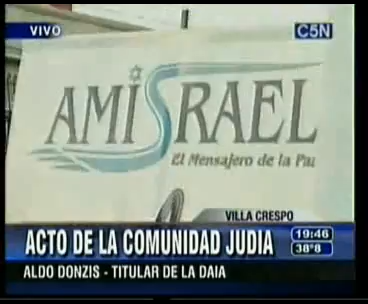 VIVO
C5N
AMISRAEL
El Mensajero de la Paz
VILLA CRESPO
ACTO DE LA COMUNIDAD JUDIA
19:46
38°8
ALDO DONZIS - TITULAR DE LA DAIA